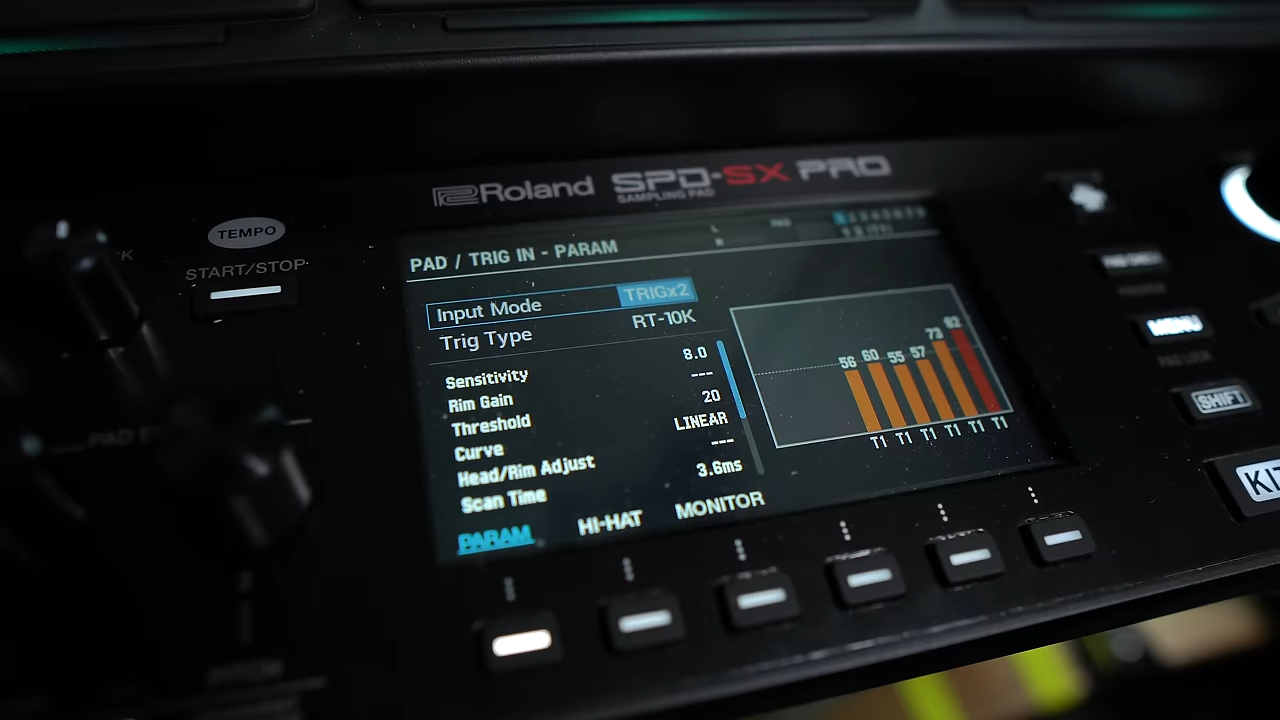 Roland SPD-SX PRO
SAMPLING PAD
TEMPO
START/STOP
PAD / TRIG IN - PARAM
Input Mode TRIGx2
Trig Type RT-10K
Sensitivity 8.0
Rim Gain ---
Threshold 20
Curve LINEAR
Head/Rim Adjust ---
Scan Time 3.6ms
56 60 55 57 73 82
T1 T1 T1 T1 T1 T1
PARAM HI-HAT MONITOR
MENU
PAD LOCK
SHIFT